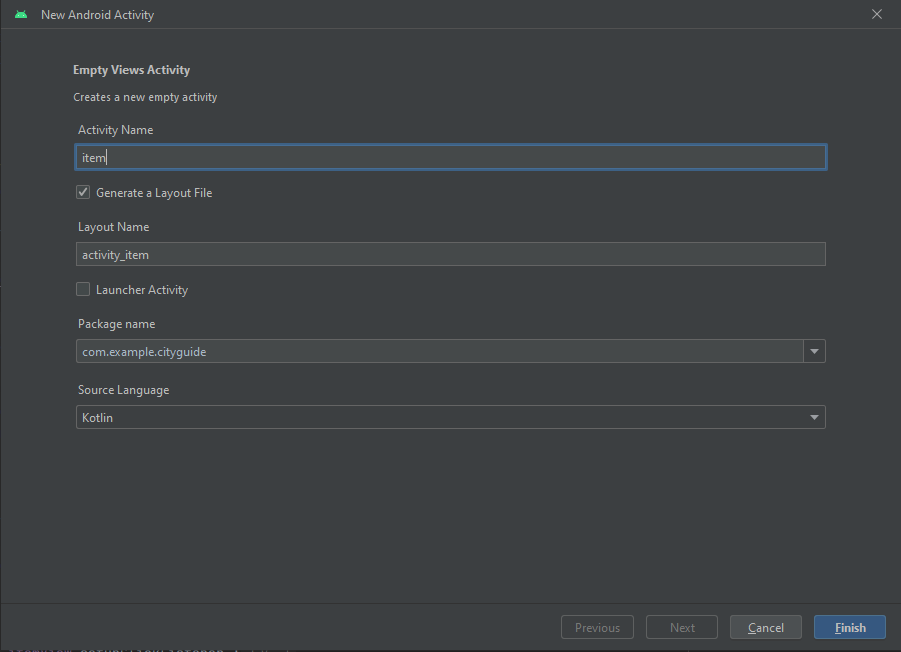 New Android Activity
Empty Views Activity
Creates a new empty activity
Activity Name
item
Generate a Layout File
Layout Name
activity_item
Launcher Activity
Package name
com.example.cityguide
Source Language
Kotlin
Previous
Next
Cancel
Finish